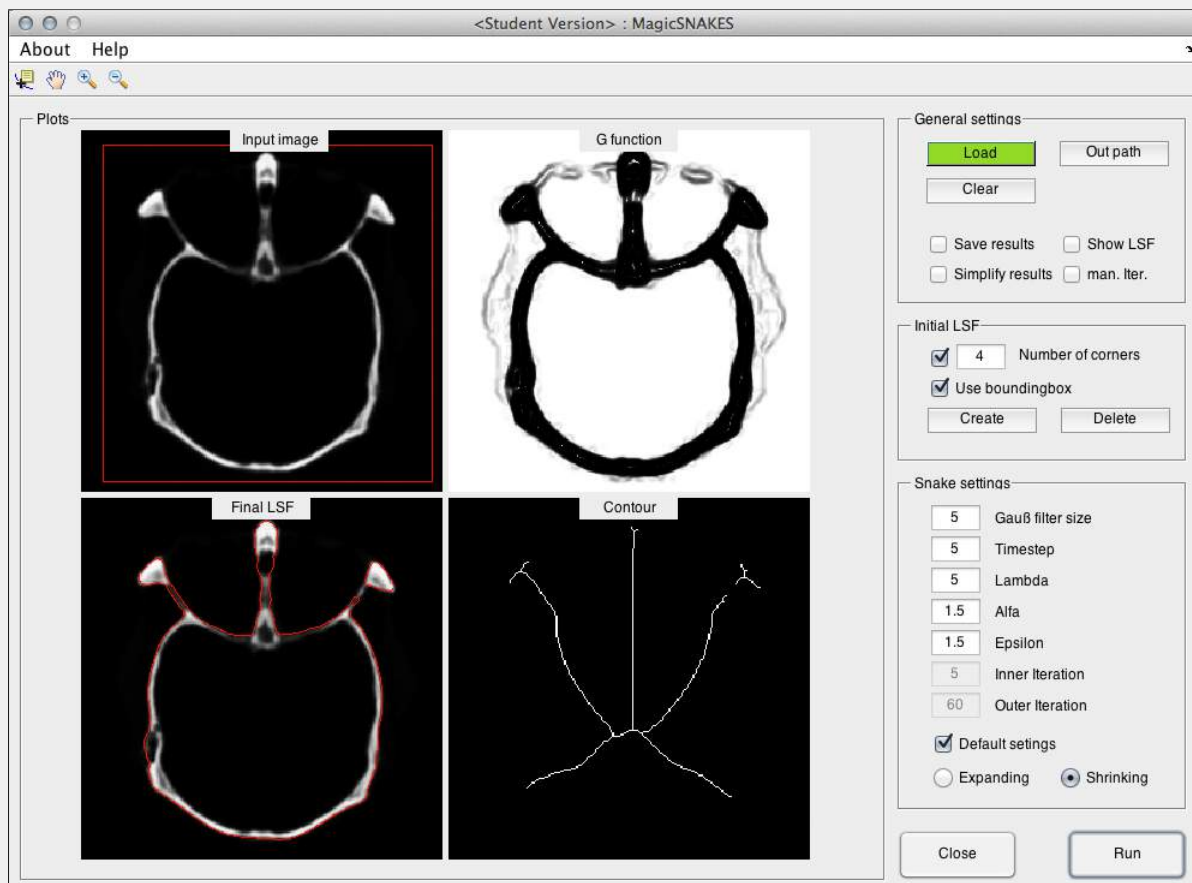 <Student Version> : MagicSNAKES
About Help
Plots
Input image
G function
Final LSF
Contour
General settings
Load
Out path
Clear
Save results
Show LSF
Simplify results
man. Iter.
Initial LSF
4 Number of corners
Use boundingbox
Create
Delete
Snake settings
5 Gauß filter size
5 Timestep
5 Lambda
1.5 Alfa
1.5 Epsilon
5 Inner Iteration
60 Outer Iteration
Default setings
Expanding
Shrinking
Close
Run